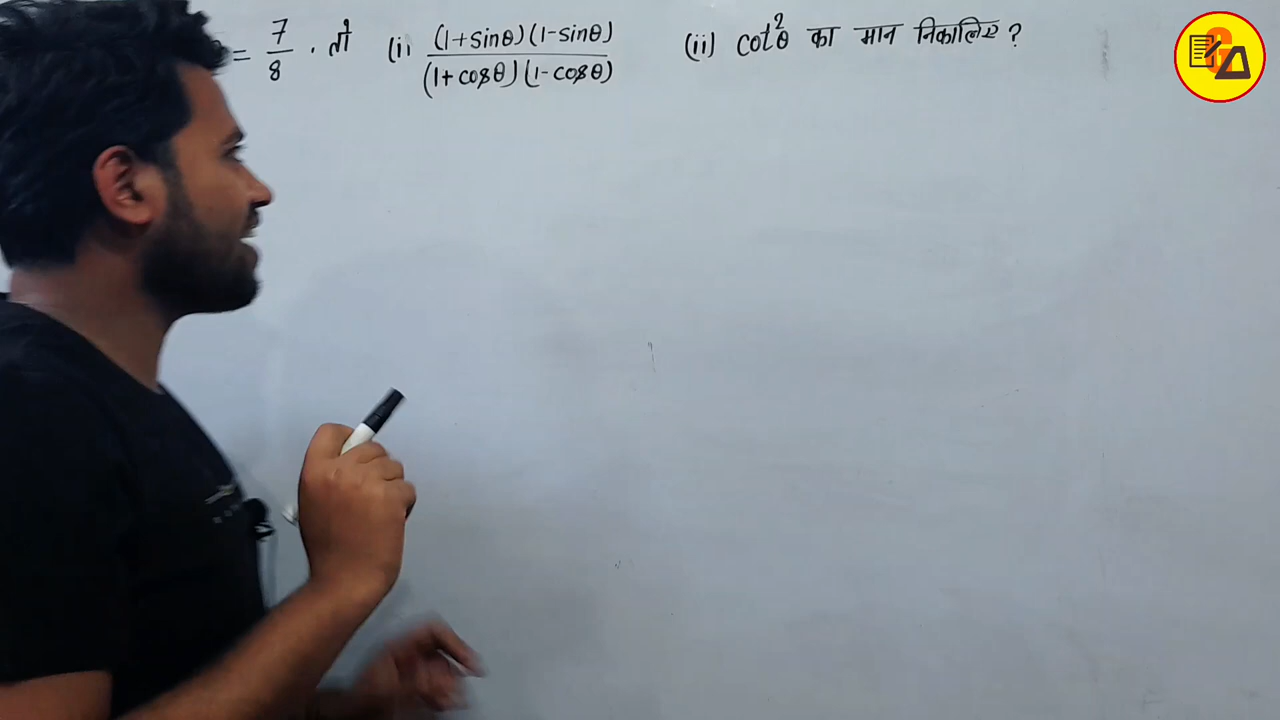 = 7/8 . तो (i) (1+sinθ)(1-sinθ)/(1+cosθ)(1-cosθ) (ii) cot²θ का मान निकालिए ?